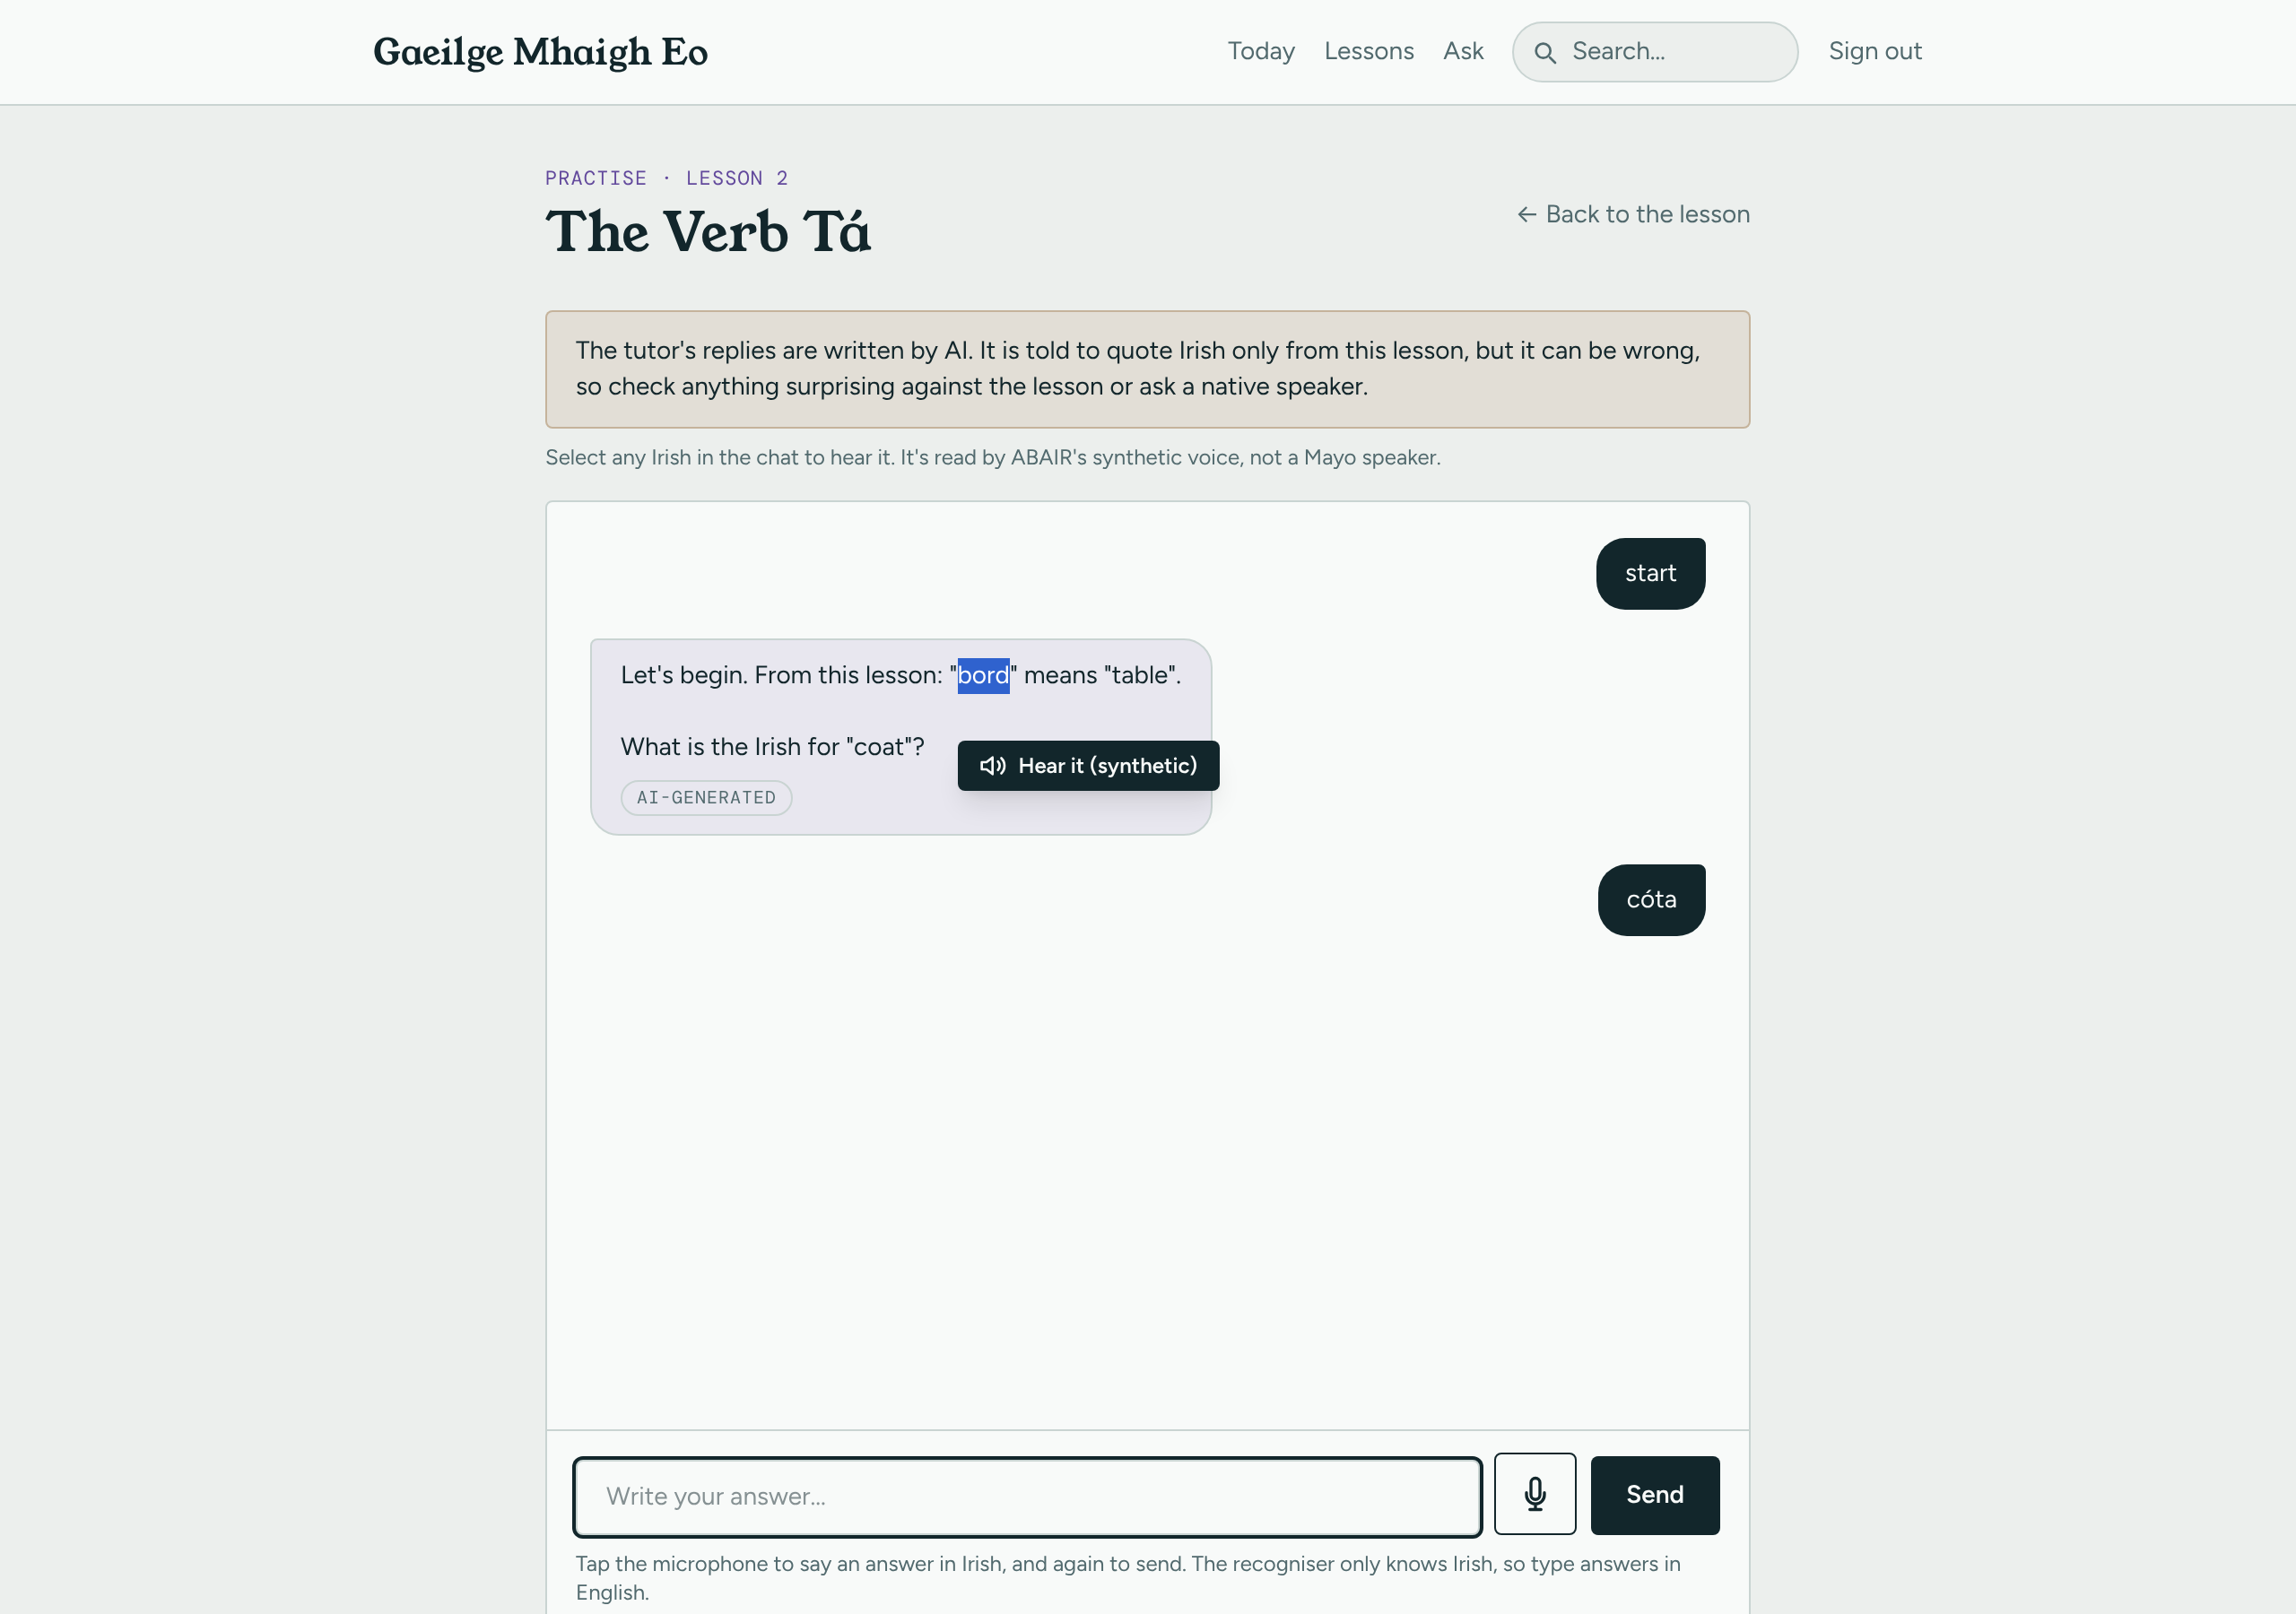 Gaeilge Mhaigh Eo
Today Lessons Ask Search... Sign out
PRACTISE · LESSON 2
The Verb Tá
← Back to the lesson
The tutor's replies are written by AI. It is told to quote Irish only from this lesson, but it can be wrong,
so check anything surprising against the lesson or ask a native speaker.
Select any Irish in the chat to hear it. It's read by ABAIR's synthetic voice, not a Mayo speaker.
start
Let's begin. From this lesson: "bord" means "table".
What is the Irish for "coat"?
Hear it (synthetic)
AI-GENERATED
cóta
Write your answer...
Send
Tap the microphone to say an answer in Irish, and again to send. The recogniser only knows Irish, so type answers in
English.